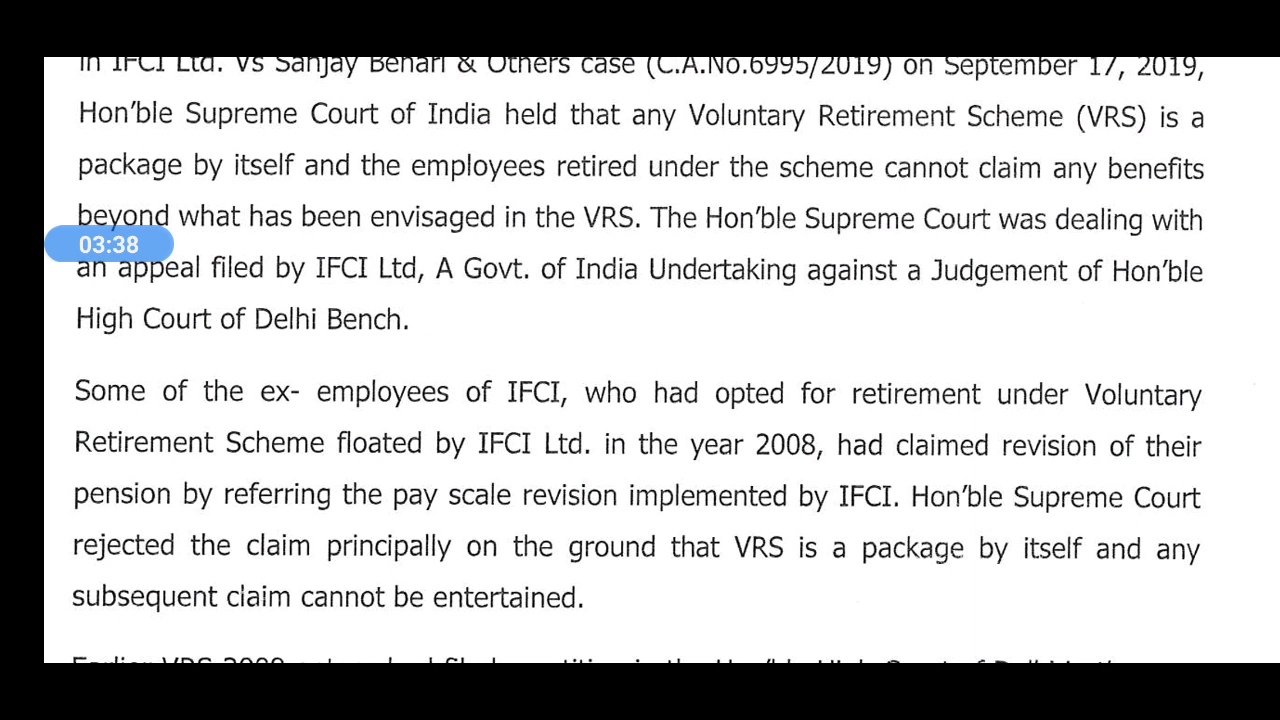 in IFCI Ltd. Vs Sanjay Behari & Others case (C.A.No.6995/2019) on September 17, 2019,
Hon'ble Supreme Court of India held that any Voluntary Retirement Scheme (VRS) is a
package by itself and the employees retired under the scheme cannot claim any benefits
beyond what has been envisaged in the VRS. The Hon'ble Supreme Court was dealing with
03:38
an appeal filed by IFCI Ltd, A Govt. of India Undertaking against a Judgement of Hon'ble
High Court of Delhi Bench.
Some of the ex- employees of IFCI, who had opted for retirement under Voluntary
Retirement Scheme floated by IFCI Ltd. in the year 2008, had claimed revision of their
pension by referring the pay scale revision implemented by IFCI. Hon'ble Supreme Court
rejected the claim principally on the ground that VRS is a package by itself and any
subsequent claim cannot be entertained.
Earlier VRS 2008